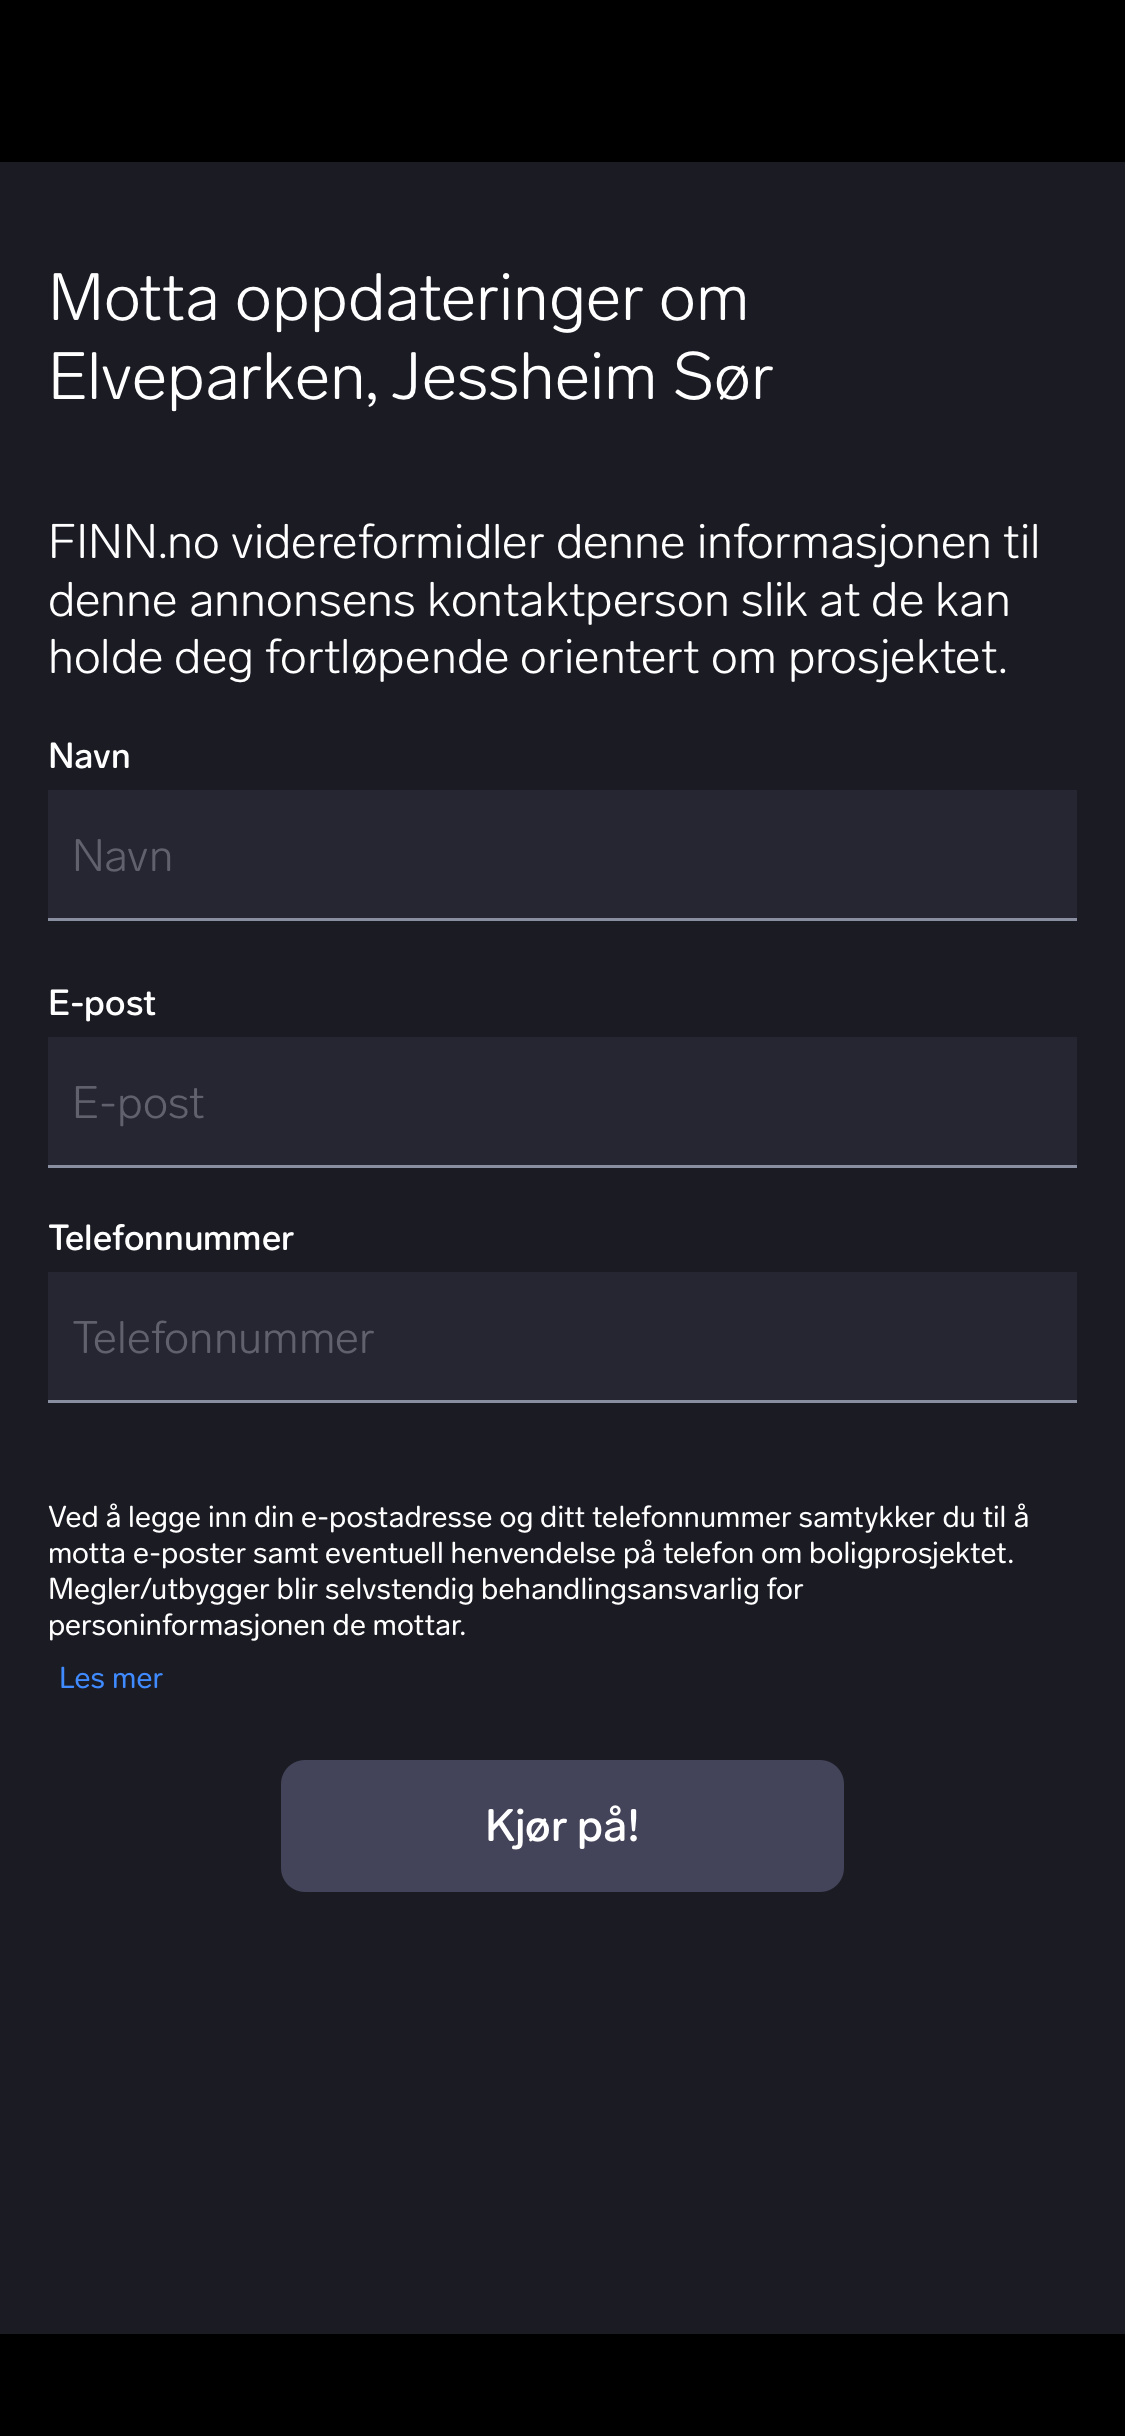 Motta oppdateringer om
Elveparken, Jessheim Sør
FINN.no videreformidler denne informasjonen til
denne annonsens kontaktperson slik at de kan
holde deg fortløpende orientert om prosjektet.
Navn
Navn
E-post
E-post
Telefonnummer
Telefonnummer
Ved å legge inn din e-postadresse og ditt telefonnummer samtykker du til å
motta e-poster samt eventuell henvendelse på telefon om boligprosjektet.
Megler/utbygger blir selvstendig behandlingsansvarlig for
personinformasjonen de mottar.
Les mer
Kjør på!